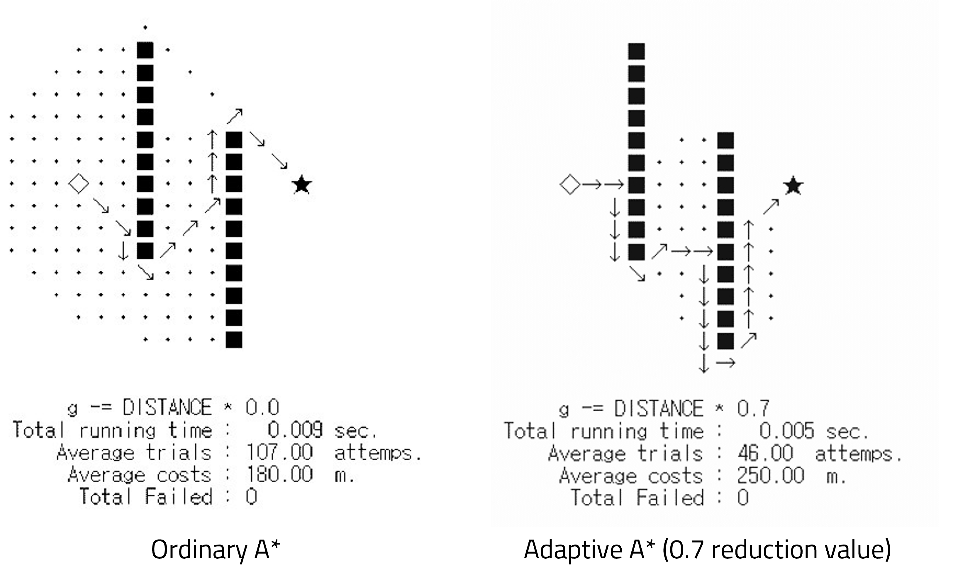 g -= DISTANCE * 0.0
Total running time : 0.009 sec.
Average trials : 107.00 attemps.
Average costs : 180.00 m.
Total Failed : 0
Ordinary A*
g -= DISTANCE * 0.7
Total running time : 0.005 sec.
Average trials : 46.00 attemps.
Average costs : 250.00 m.
Total Failed : 0
Adaptive A* (0.7 reduction value)